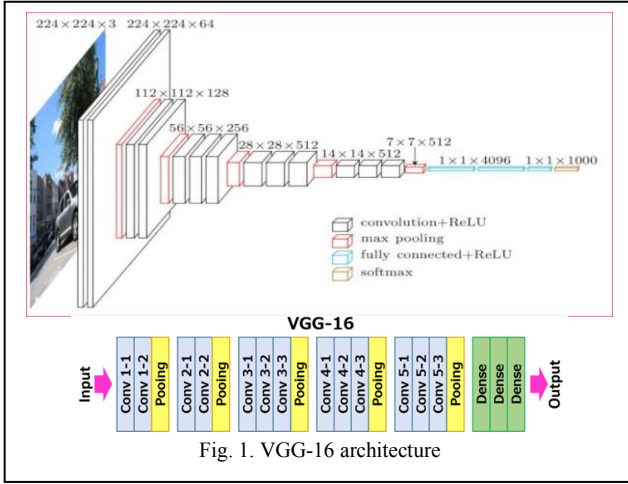 224×224×3 224×224×64
112×112×128
56×56×256
28×28×512
14×14×512
7×7×512
1×1×4096 1×1×1000
convolution+ReLU
max pooling
fully connected+ReLU
softmax
VGG-16
Input
Conv 1-1
Conv 1-2
Pooing
Conv 2-1
Conv 2-2
Pooing
Conv 3-1
Conv 3-2
Conv 3-3
Pooing
Conv 4-1
Conv 4-2
Conv 4-3
Pooing
Conv 5-1
Conv 5-2
Conv 5-3
Pooing
Dense
Dense
Dense
Output
Fig. 1. VGG-16 architecture